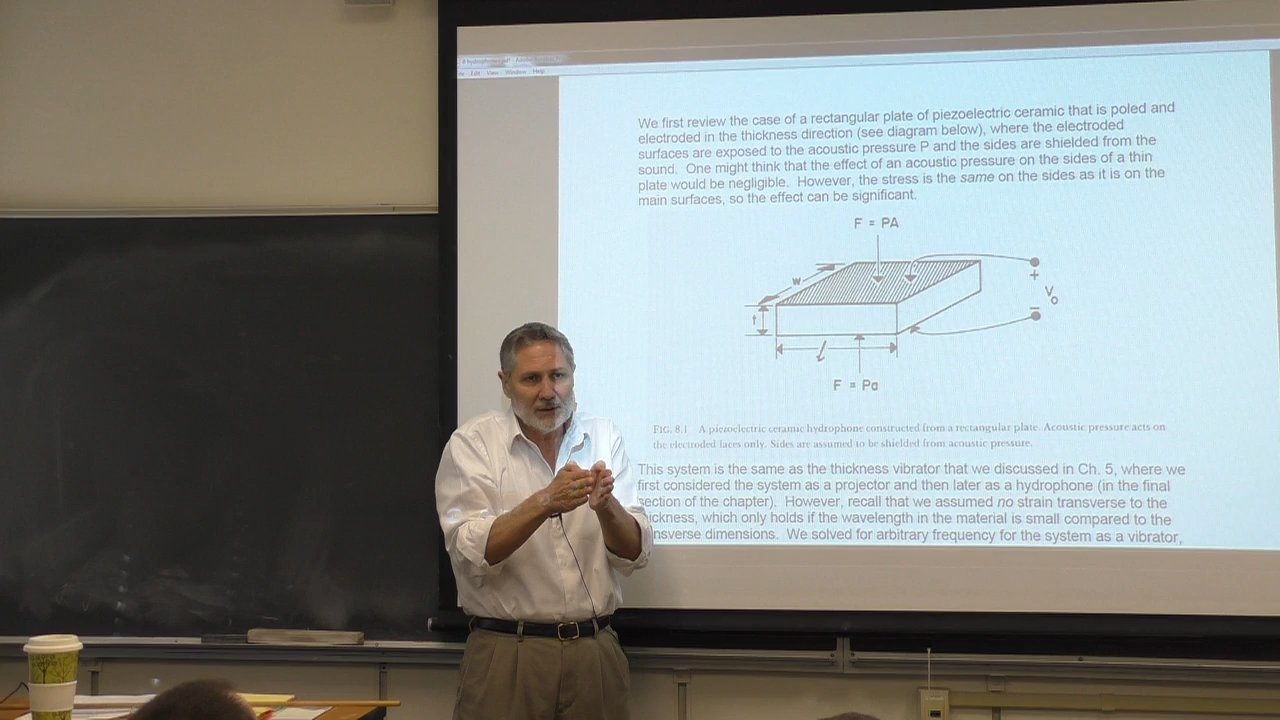 Edit View Window Help
We first review the case of a rectangular plate of piezoelectric ceramic that is poled and
electroded in the thickness direction (see diagram below), where the electroded
surfaces are exposed to the acoustic pressure P and the sides are shielded from the
sound. One might think that the effect of an acoustic pressure on the sides of a thin
plate would be negligible. However, the stress is the same on the sides as it is on the
main surfaces, so the effect can be significant.
F = PA
w
+
Vo
t
−
l
F = Pa
FIG. 8.1 A piezoelectric ceramic hydrophone constructed from a rectangular plate. Acoustic pressure acts on
the electroded faces only. Sides are assumed to be shielded from acoustic pressure.
This system is the same as the thickness vibrator that we discussed in Ch. 5, where we
first considered the system as a projector and then later as a hydrophone (in the final
section of the chapter). However, recall that we assumed no strain transverse to the
ickness, which only holds if the wavelength in the material is small compared to the
nsverse dimensions. We solved for arbitrary frequency for the system as a vibrator,